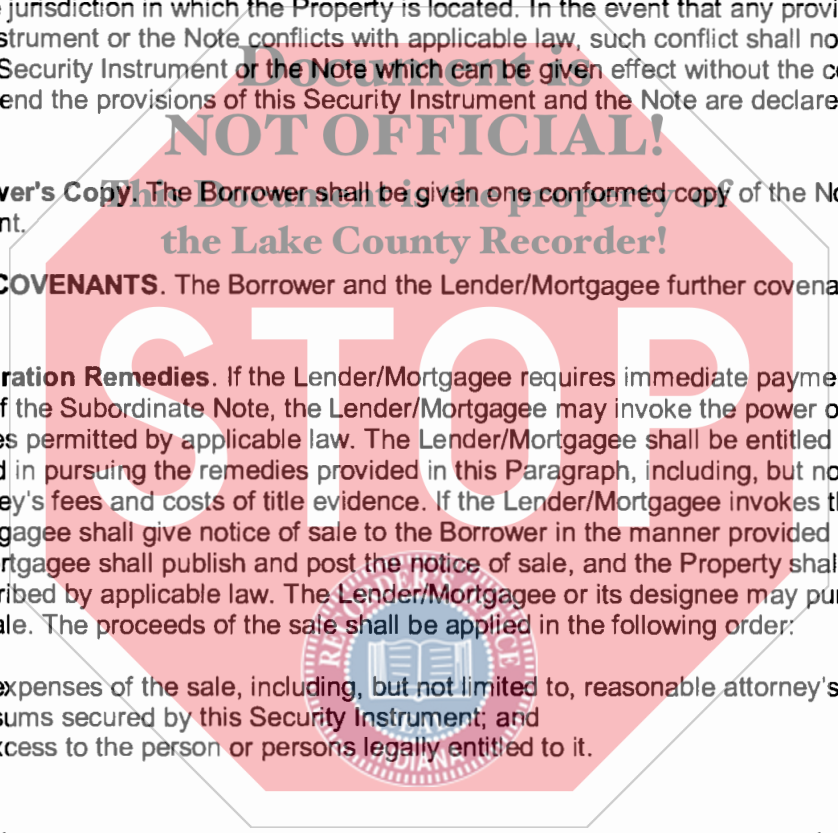 jurisdiction in which the Property is located. In the event that any provi
strument or the Note conflicts with applicable law, such conflict shall no
Security Instrument or the Note which can be given effect without the c
end the provisions of this Security Instrument and the Note are declare
Document is
NOT OFFICIAL!
This Document is the property of
the Lake County Recorder!
ver's Copy. The Borrower shall be given one conformed copy of the No
nt.
COVENANTS. The Borrower and the Lender/Mortgagee further covena
STOP
ration Remedies. If the Lender/Mortgagee requires immediate payme
f the Subordinate Note, the Lender/Mortgagee may invoke the power o
es permitted by applicable law. The Lender/Mortgagee shall be entitled
d in pursuing the remedies provided in this Paragraph, including, but no
ey's fees and costs of title evidence. If the Lender/Mortgagee invokes t
gagee shall give notice of sale to the Borrower in the manner provided
rtgagee shall publish and post the notice of sale, and the Property shal
ribed by applicable law. The Lender/Mortgagee or its designee may pur
ale. The proceeds of the sale shall be applied in the following order:
RECORDER'S OFFICE
INDIANA
expenses of the sale, including, but not limited to, reasonable attorney's
sums secured by this Security Instrument; and
xcess to the person or persons legally entitled to it.